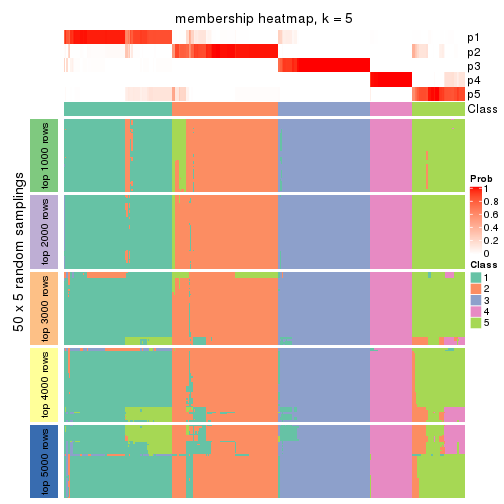 membership heatmap, k = 5
p1
p2
p3
p4
p5
Class
50 x 5 random samplings
top 1000 rows
top 2000 rows
top 3000 rows
top 4000 rows
top 5000 rows
Prob
1
0.8
0.6
0.4
0.2
0
Class
1
2
3
4
5